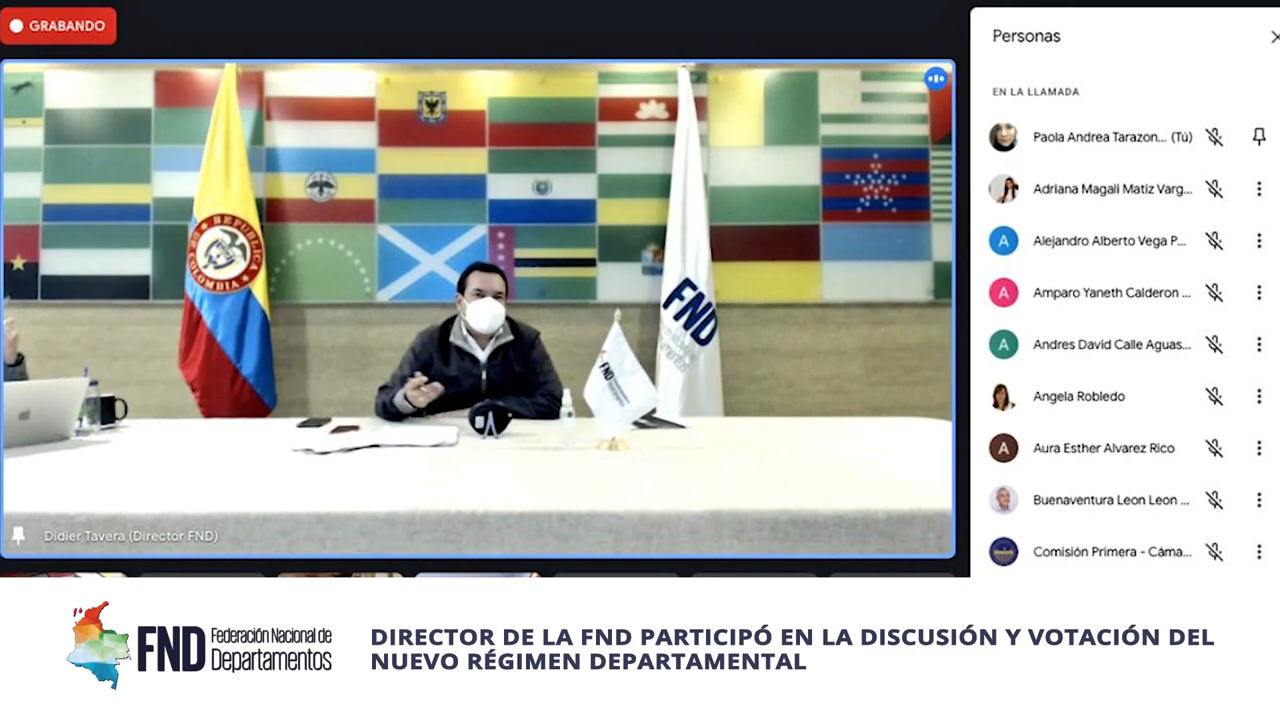 GRABANDO
Personas
EN LA LLAMADA
Paola Andrea Tarazon... (Tú)
Adriana Magali Matiz Varg...
A Alejandro Alberto Vega P...
A Amparo Yaneth Calderon ...
A Andres David Calle Aguas...
Angela Robledo
A Aura Esther Alvarez Rico
Buenaventura Leon Leon ...
Comisión Primera - Cáma...
REPUBLICA
DE COLOMBIA
FND
FND
Didier Tavera (Director FND)
FND Federación Nacional de
Departamentos
DIRECTOR DE LA FND PARTICIPÓ EN LA DISCUSIÓN Y VOTACIÓN DEL
NUEVO RÉGIMEN DEPARTAMENTAL